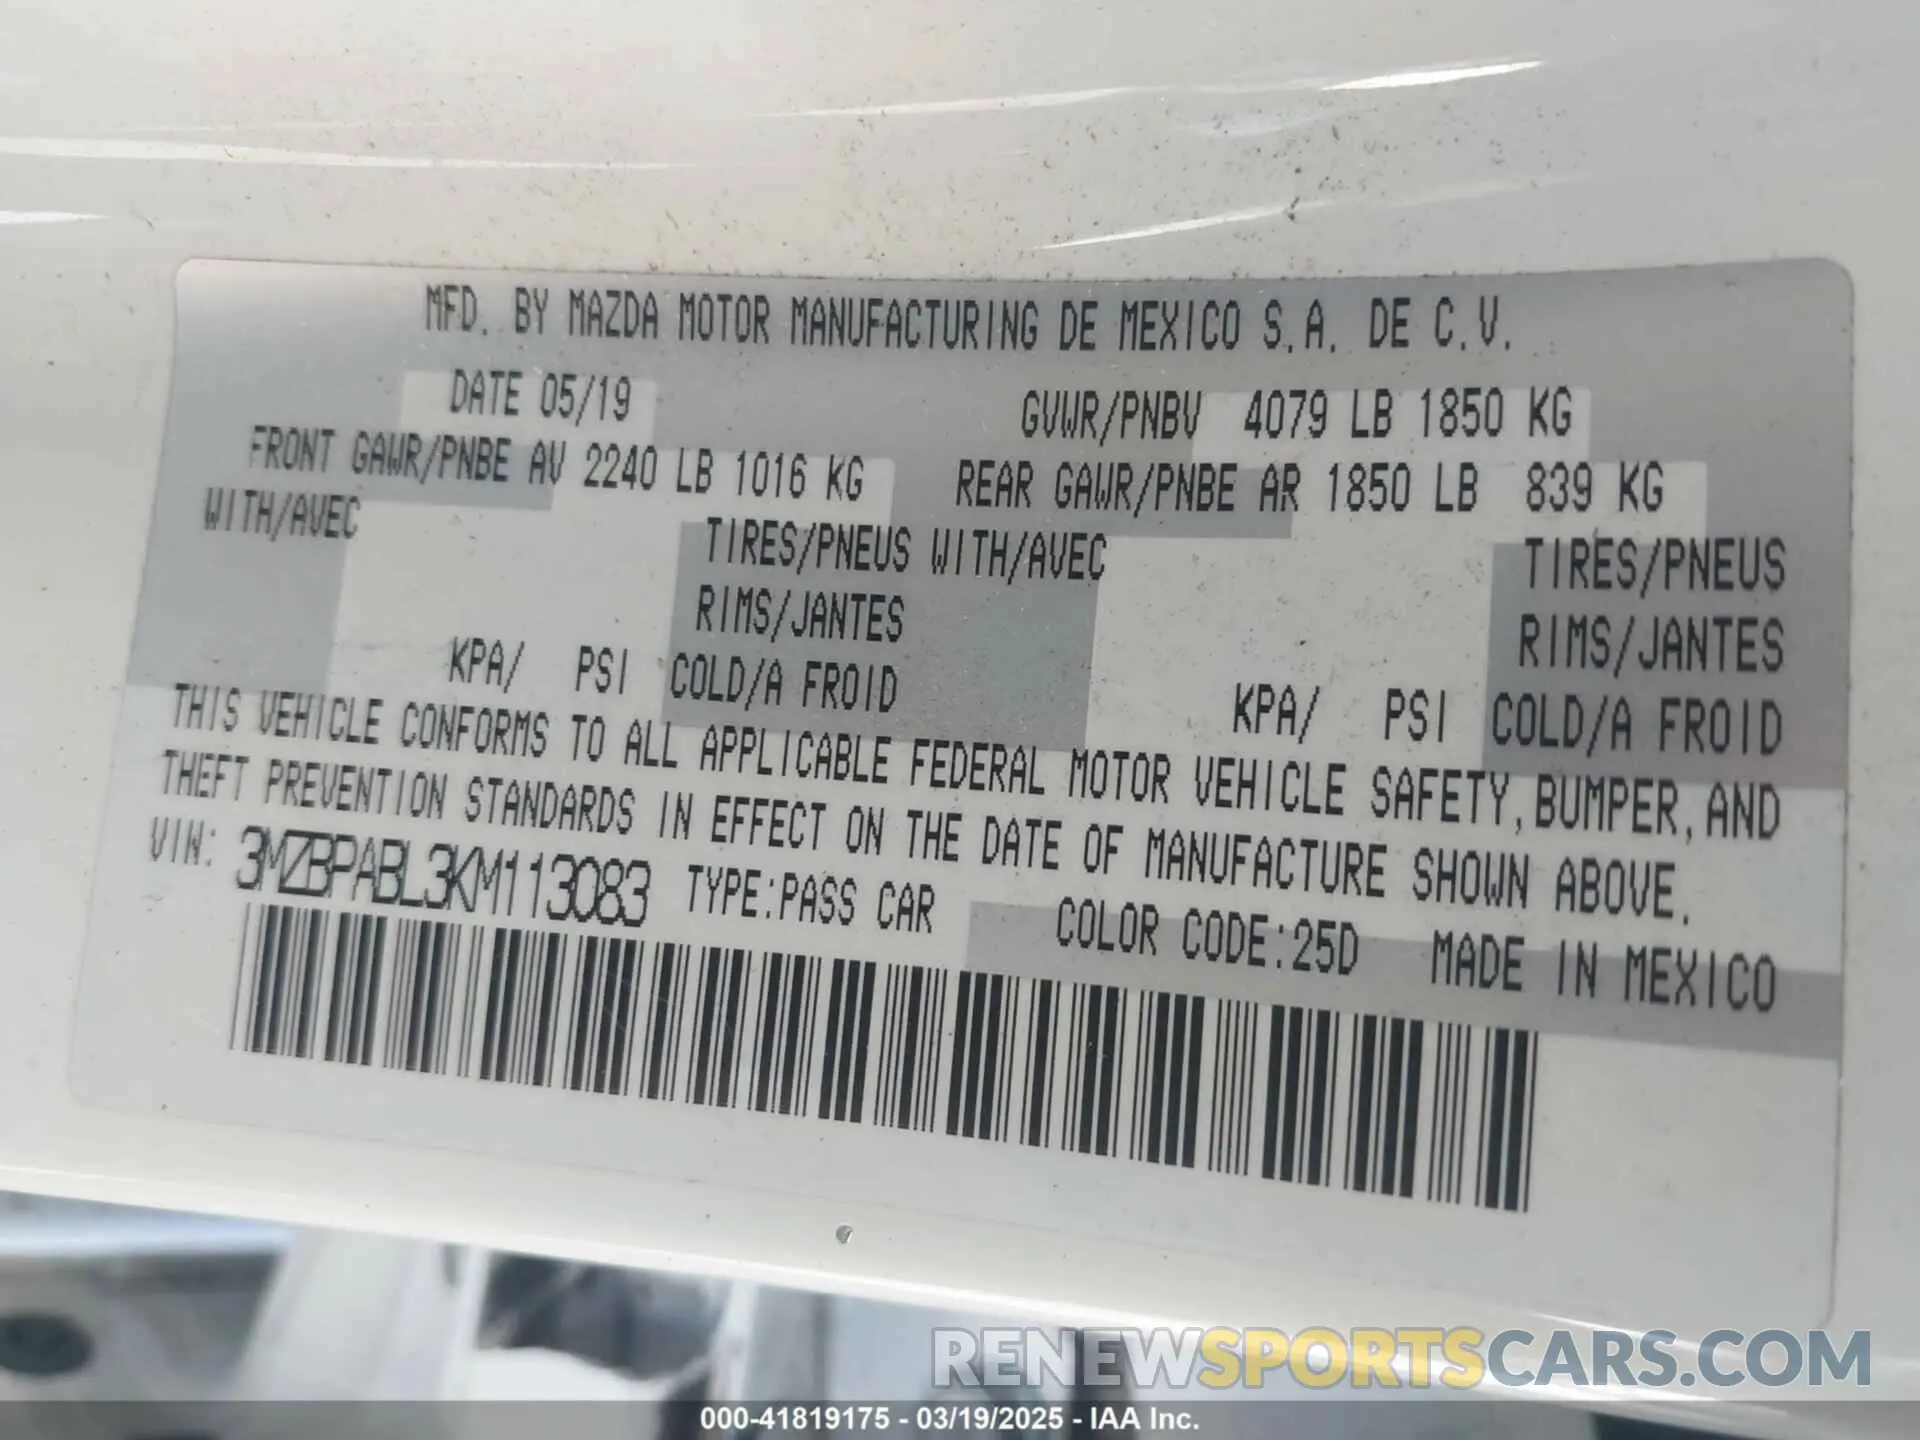 MFD. BY MAZDA MOTOR MANUFACTURING DE MEXICO S.A. DE C.V.
DATE 05/19 GVWR/PNBV 4079 LB 1850 KG
FRONT GAWR/PNBE AV 2240 LB 1016 KG REAR GAWR/PNBE AR 1850 LB 839 KG
WITH/AVEC TIRES/PNEUS WITH/AVEC TIRES/PNEUS
RIMS/JANTES RIMS/JANTES
KPA/ PSI COLD/A FROID KPA/ PSI COLD/A FROID
THIS VEHICLE CONFORMS TO ALL APPLICABLE FEDERAL MOTOR VEHICLE SAFETY, BUMPER, AND
THEFT PREVENTION STANDARDS IN EFFECT ON THE DATE OF MANUFACTURE SHOWN ABOVE.
VIN: 3MZBPABL3KM113083 TYPE:PASS CAR COLOR CODE:25D MADE IN MEXICO
RENEWSPORTSCARS.COM
000-41819175 - 03/19/2025 - IAA Inc.